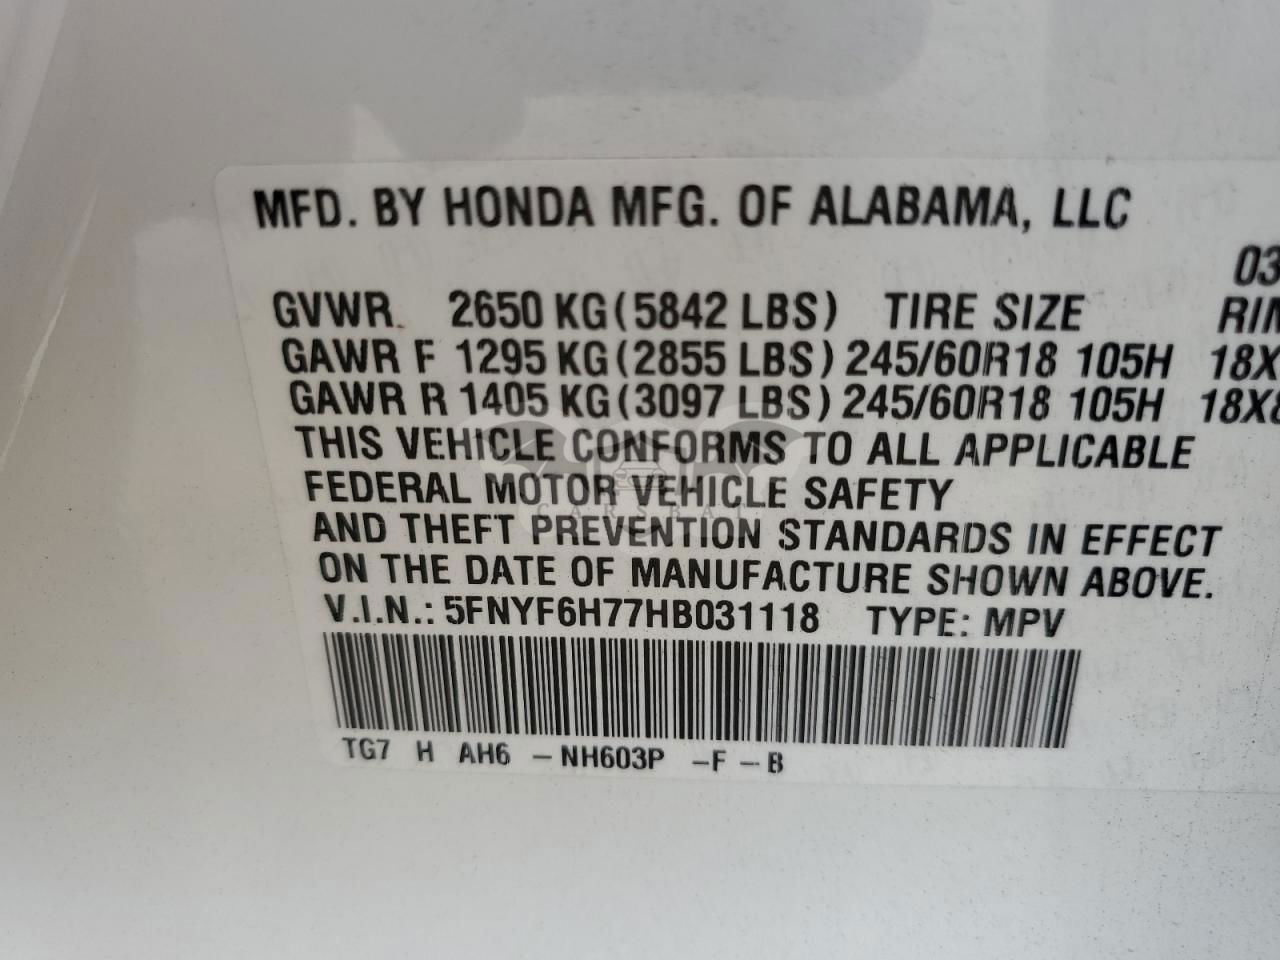 MFD. BY HONDA MFG. OF ALABAMA, LLC
03
GVWR 2650 KG (5842 LBS) TIRE SIZE
GAWR F 1295 KG (2855 LBS) 245/60R18 105H 18X
GAWR R 1405 KG (3097 LBS) 245/60R18 105H 18X8
THIS VEHICLE CONFORMS TO ALL APPLICABLE
FEDERAL MOTOR VEHICLE SAFETY
CARSBAT
AND THEFT PREVENTION STANDARDS IN EFFECT
ON THE DATE OF MANUFACTURE SHOWN ABOVE.
V.I.N.: 5FNYF6H77HB031118 TYPE: MPV
TG7 H AH6 – NH603P – F – B